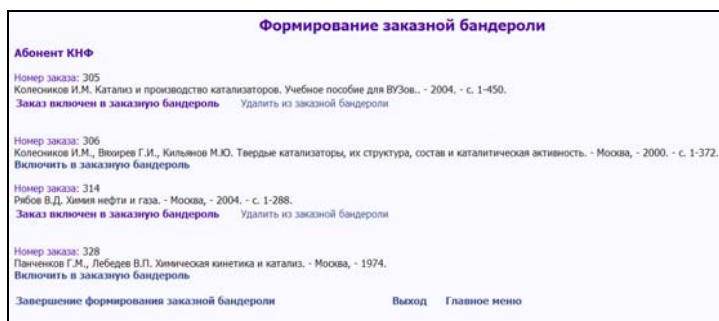 Формирование заказной бандероли
Абонент КНФ
Номер заказа: 305
Колесников И.М. Катализ и производство катализаторов. Учебное пособие для ВУЗов.. - 2004. - с. 1-450.
Заказ включен в заказную бандероль Удалить из заказной бандероли
Номер заказа: 306
Колесников И.М., Вяхирев Г.И., Кильянов М.Ю. Твердые катализаторы, их структура, состав и каталитическая активность. - Москва, - 2000. - с. 1-372.
Включить в заказную бандероль
Номер заказа: 314
Рябов В.Д. Химия нефти и газа. - Москва, - 2004. - с. 1-288.
Заказ включен в заказную бандероль Удалить из заказной бандероли
Номер заказа: 328
Панченков Г.М., Лебедев В.П. Химическая кинетика и катализ. - Москва, - 1974.
Включить в заказную бандероль
Завершение формирования заказной бандероли Выход Главное меню